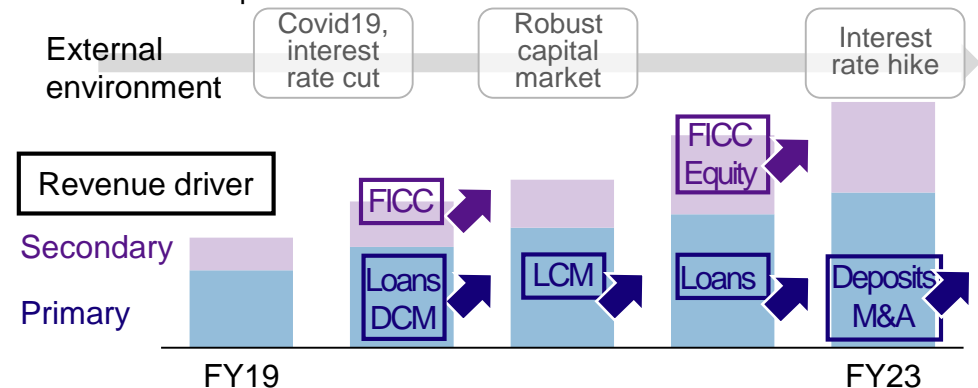 External
environment
Covid19,
interest
rate cut
Robust
capital
market
Interest
rate hike
Revenue driver
Secondary
Primary
FICC
Loans
DCM
LCM
FICC
Equity
Loans
Deposits
M&A
FY19
FY23